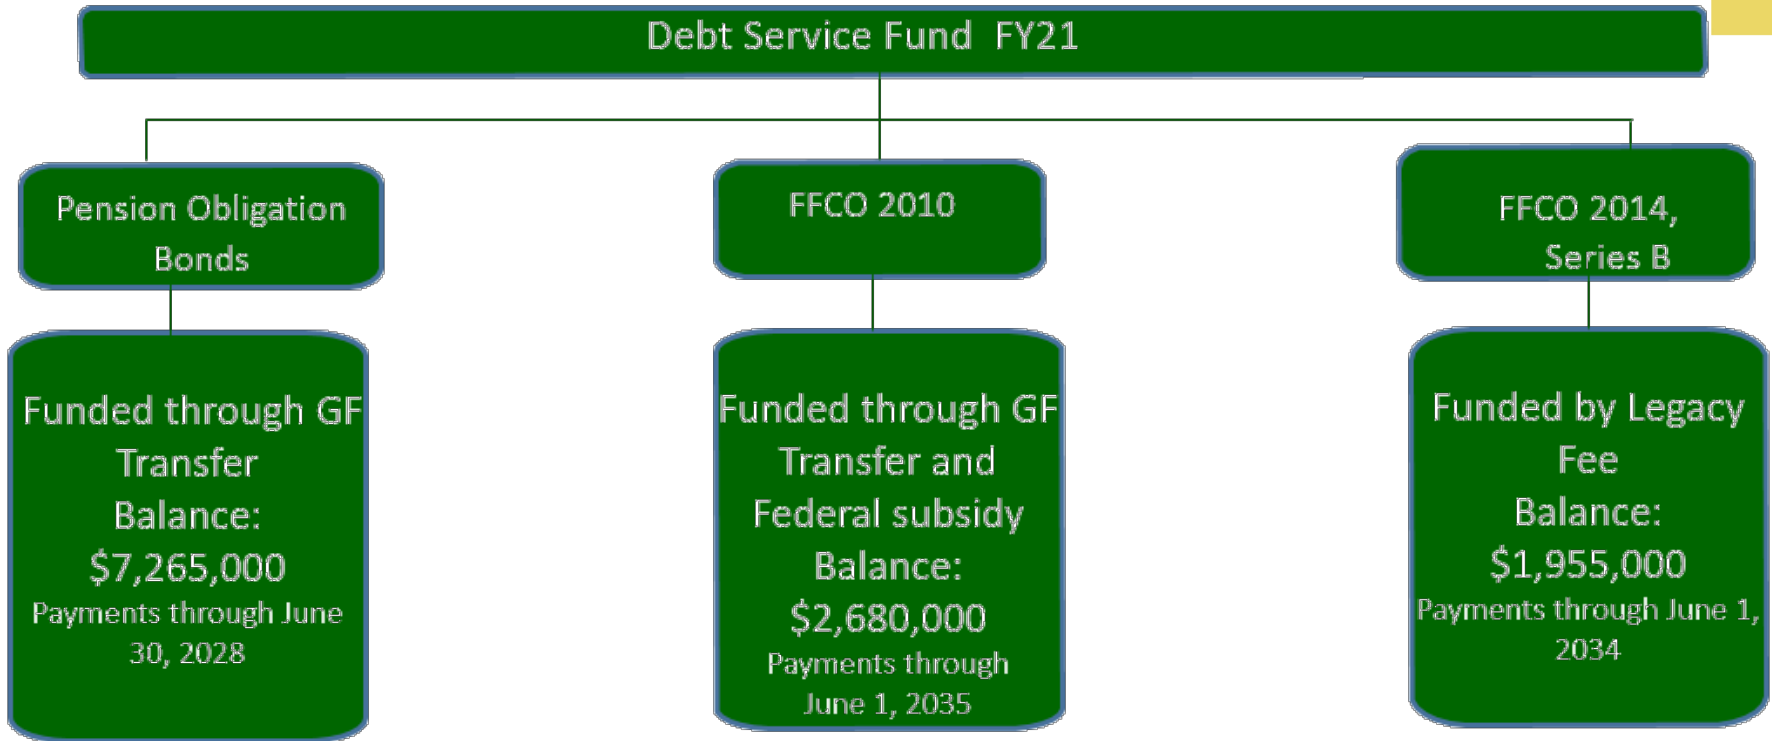 Debt Service Fund  FY21
Pension Obligation
Bonds
FFCO 2010
FFCO 2014,
Series B
Funded through GF
Transfer
Balance:
$7,265,000
Payments through June
30, 2028
Funded through GF
Transfer and
Federal subsidy
Balance:
$2,680,000
Payments through
June 1, 2035
Funded by Legacy
Fee
Balance:
$1,955,000
Payments through June 1,
2034